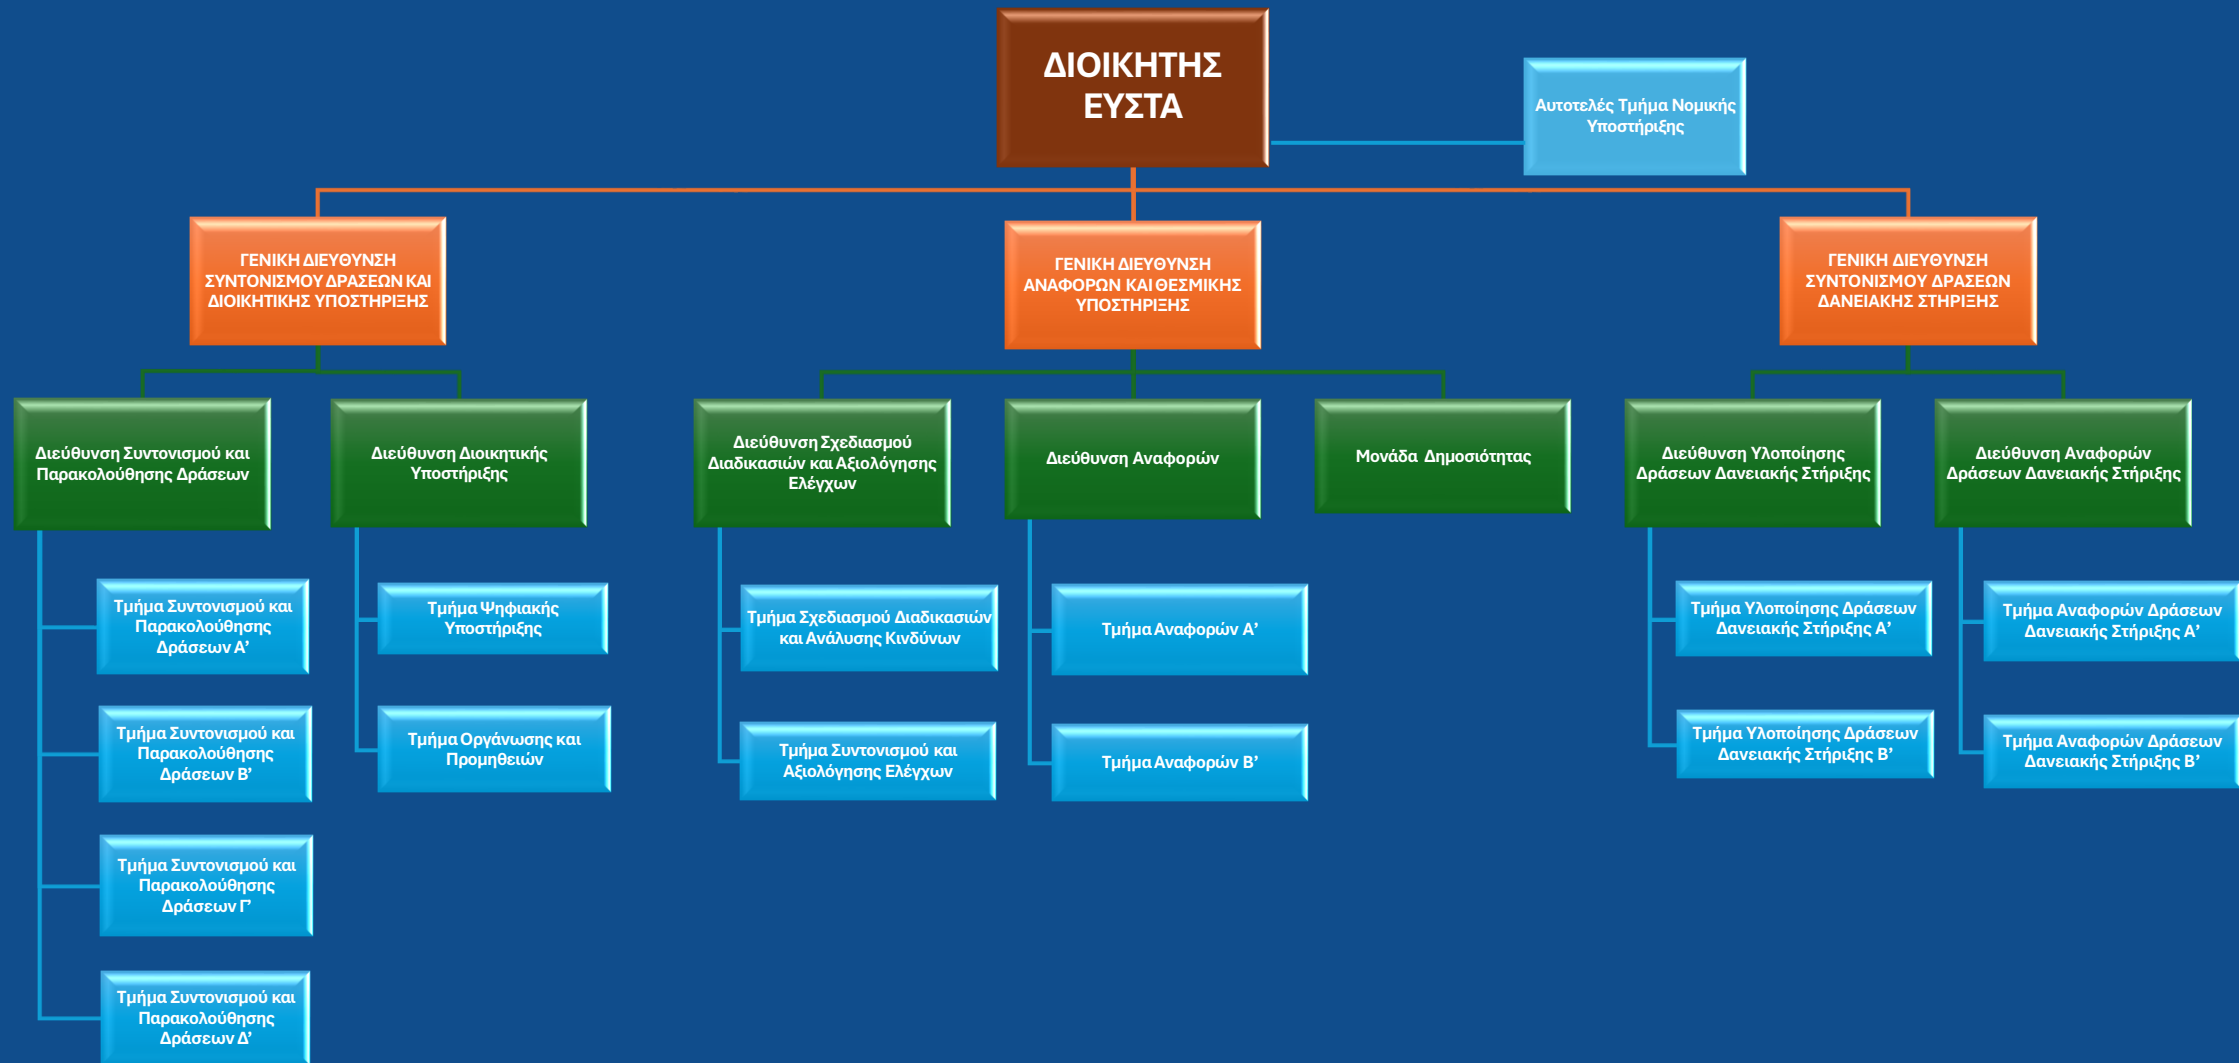 ΔΙΟΙΚΗΤΗΣ
ΕΥΣΤΑ
Αυτοτελές Τμήμα Νομικής
Υποστήριξης
ΓΕΝΙΚΗ ΔΙΕΥΘΥΝΣΗ
ΣΥΝΤΟΝΙΣΜΟΥ ΔΡΑΣΕΩΝ ΚΑΙ
ΔΙΟΙΚΗΤΙΚΗΣ ΥΠΟΣΤΗΡΙΞΗΣ
ΓΕΝΙΚΗ ΔΙΕΥΘΥΝΣΗ
ΑΝΑΦΟΡΩΝ ΚΑΙ ΘΕΣΜΙΚΗΣ
ΥΠΟΣΤΗΡΙΞΗΣ
ΓΕΝΙΚΗ ΔΙΕΥΘΥΝΣΗ
ΣΥΝΤΟΝΙΣΜΟΥ ΔΡΑΣΕΩΝ
ΔΑΝΕΙΑΚΗΣ ΣΤΗΡΙΞΗΣ
Διεύθυνση Συντονισμού και
Παρακολούθησης Δράσεων
Διεύθυνση Διοικητικής
Υποστήριξης
Διεύθυνση Σχεδιασμού
Διαδικασιών και Αξιολόγησης
Ελέγχων
Διεύθυνση Αναφορών
Μονάδα Δημοσιότητας
Διεύθυνση Υλοποίησης
Δράσεων Δανειακής Στήριξης
Διεύθυνση Αναφορών
Δράσεων Δανειακής Στήριξης
Τμήμα Συντονισμού και
Παρακολούθησης
Δράσεων Α’
Τμήμα Συντονισμού και
Παρακολούθησης
Δράσεων Β’
Τμήμα Συντονισμού και
Παρακολούθησης
Δράσεων Γ’
Τμήμα Συντονισμού και
Παρακολούθησης
Δράσεων Δ’
Τμήμα Ψηφιακής
Υποστήριξης
Τμήμα Οργάνωσης και
Προμηθειών
Τμήμα Σχεδιασμού Διαδικασιών
και Ανάλυσης Κινδύνων
Τμήμα Συντονισμού και
Αξιολόγησης Ελέγχων
Τμήμα Αναφορών Α’
Τμήμα Αναφορών Β’
Τμήμα Υλοποίησης Δράσεων
Δανειακής Στήριξης Α’
Τμήμα Υλοποίησης Δράσεων
Δανειακής Στήριξης Β’
Τμήμα Αναφορών Δράσεων
Δανειακής Στήριξης Α’
Τμήμα Αναφορών Δράσεων
Δανειακής Στήριξης Β’